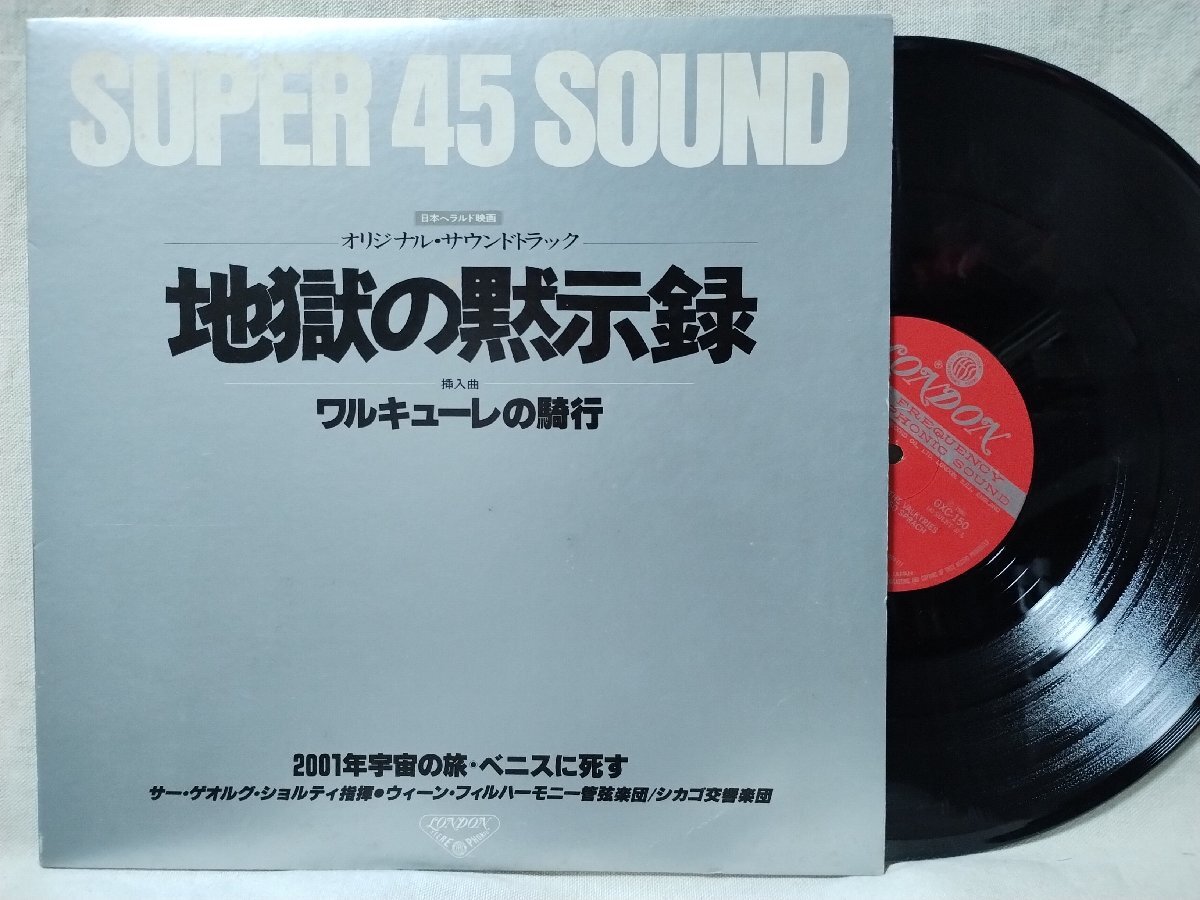 SUPER 45 SOUND
日本ヘラルド映画
オリジナル・サウンドトラック
地獄の黙示録
挿入曲
ワルキューレの騎行
2001年宇宙の旅・ベニスに死す
サー・ゲオルグ・ショルティ指揮●ウィーン・フィルハーモニー管弦楽団/シカゴ交響楽団
LONDON
LONDON
FREQUENCY
PHONIC SOUND
VALKYRIES